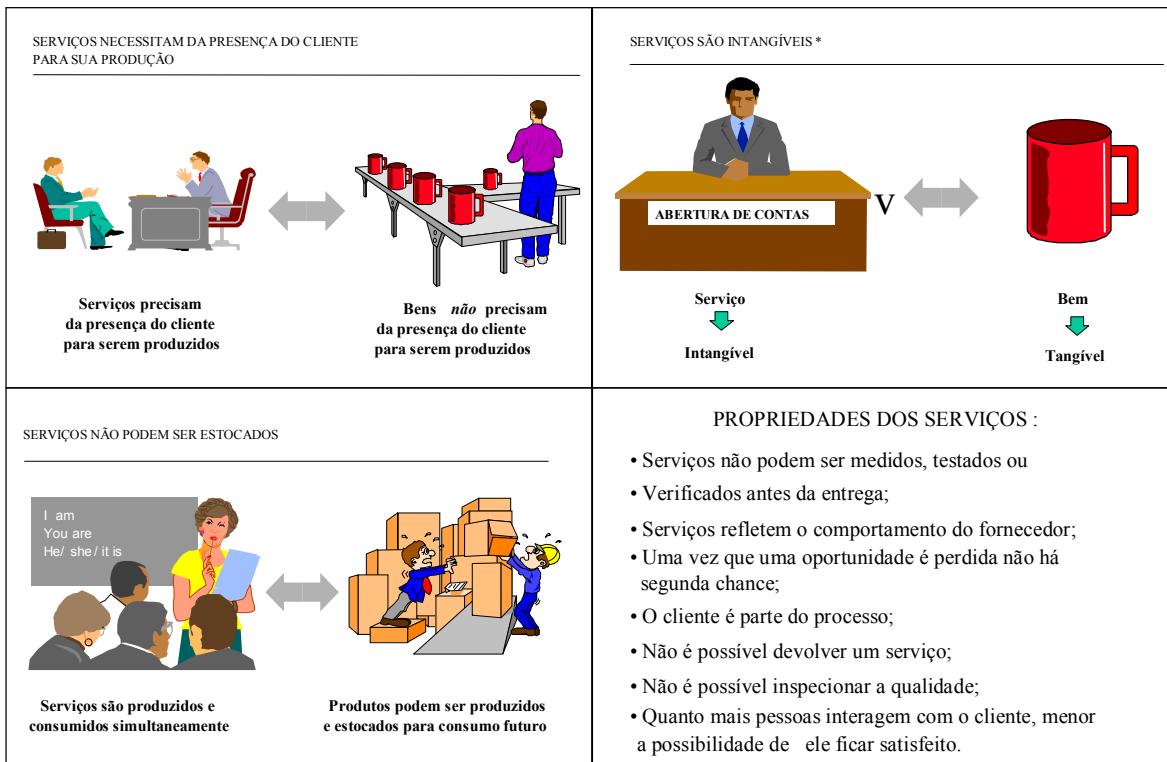 SERVIÇOS NECESSITAM DA PRESENÇA DO CLIENTE
PARA SUA PRODUÇÃO
Serviços precisam
da presença do cliente
para serem produzidos
Bens não precisam
da presença do cliente
para serem produzidos
SERVIÇOS SÃO INTANGÍVEIS *
ABERTURA DE CONTAS
V
Serviço
Intangível
Bem
Tangível
SERVIÇOS NÃO PODEM SER ESTOCADOS
I am
You are
He/ she / it is
Serviços são produzidos e
consumidos simultaneamente
Produtos podem ser produzidos
e estocados para consumo futuro
PROPRIEDADES DOS SERVIÇOS :
• Serviços não podem ser medidos, testados ou
• Verificados antes da entrega;
• Serviços refletem o comportamento do fornecedor;
• Uma vez que uma oportunidade é perdida não há
segunda chance;
• O cliente é parte do processo;
• Não é possível devolver um serviço;
• Não é possível inspecionar a qualidade;
• Quanto mais pessoas interagem com o cliente, menor
a possibilidade de ele ficar satisfeito.